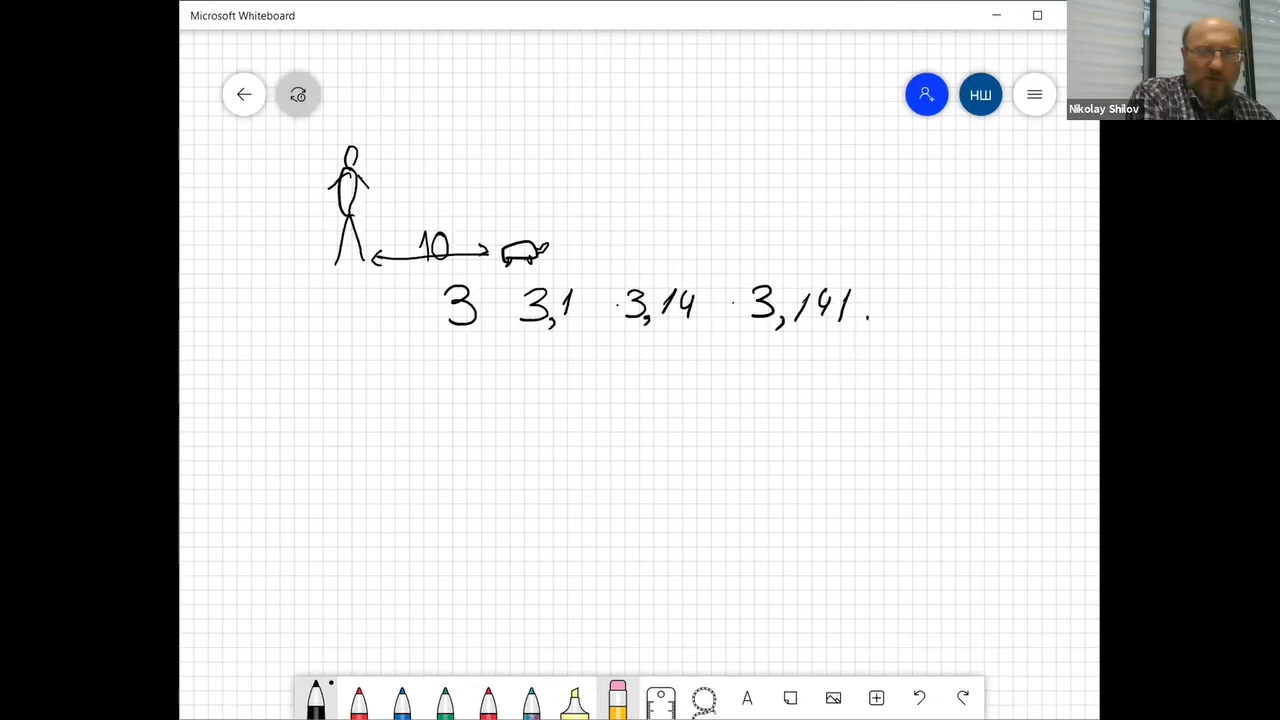 Microsoft Whiteboard
НШ
Nikolay Shilov
10
3 3,1 3,14 3,141.
A